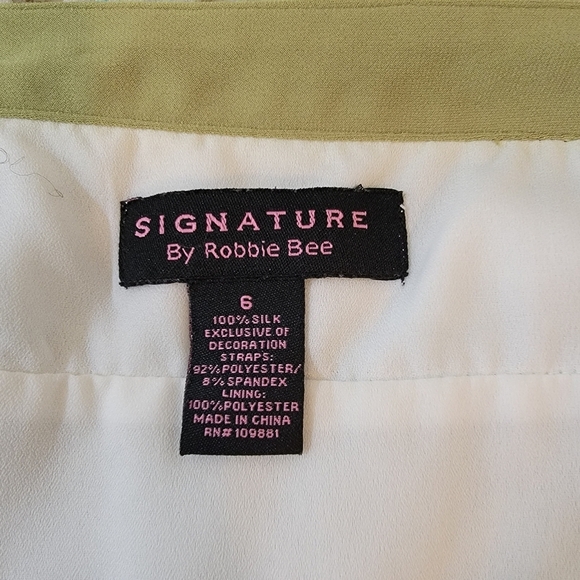 SIGNATURE
By Robbie Bee
6
100% SILK
EXCLUSIVE OF
DECORATION
STRAPS:
92% POLYESTER/
8% SPANDEX
LINING:
100% POLYESTER
MADE IN CHINA
RN# 109881